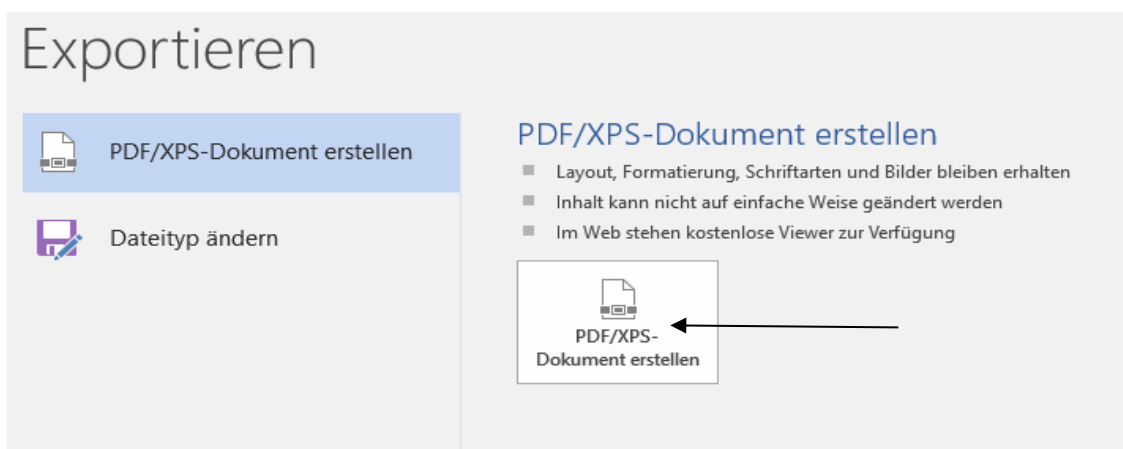 Exportieren
PDF/XPS-Dokument erstellen
Dateityp ändern
PDF/XPS-Dokument erstellen
Layout, Formatierung, Schriftarten und Bilder bleiben erhalten
Inhalt kann nicht auf einfache Weise geändert werden
Im Web stehen kostenlose Viewer zur Verfügung
PDF/XPS-
Dokument erstellen